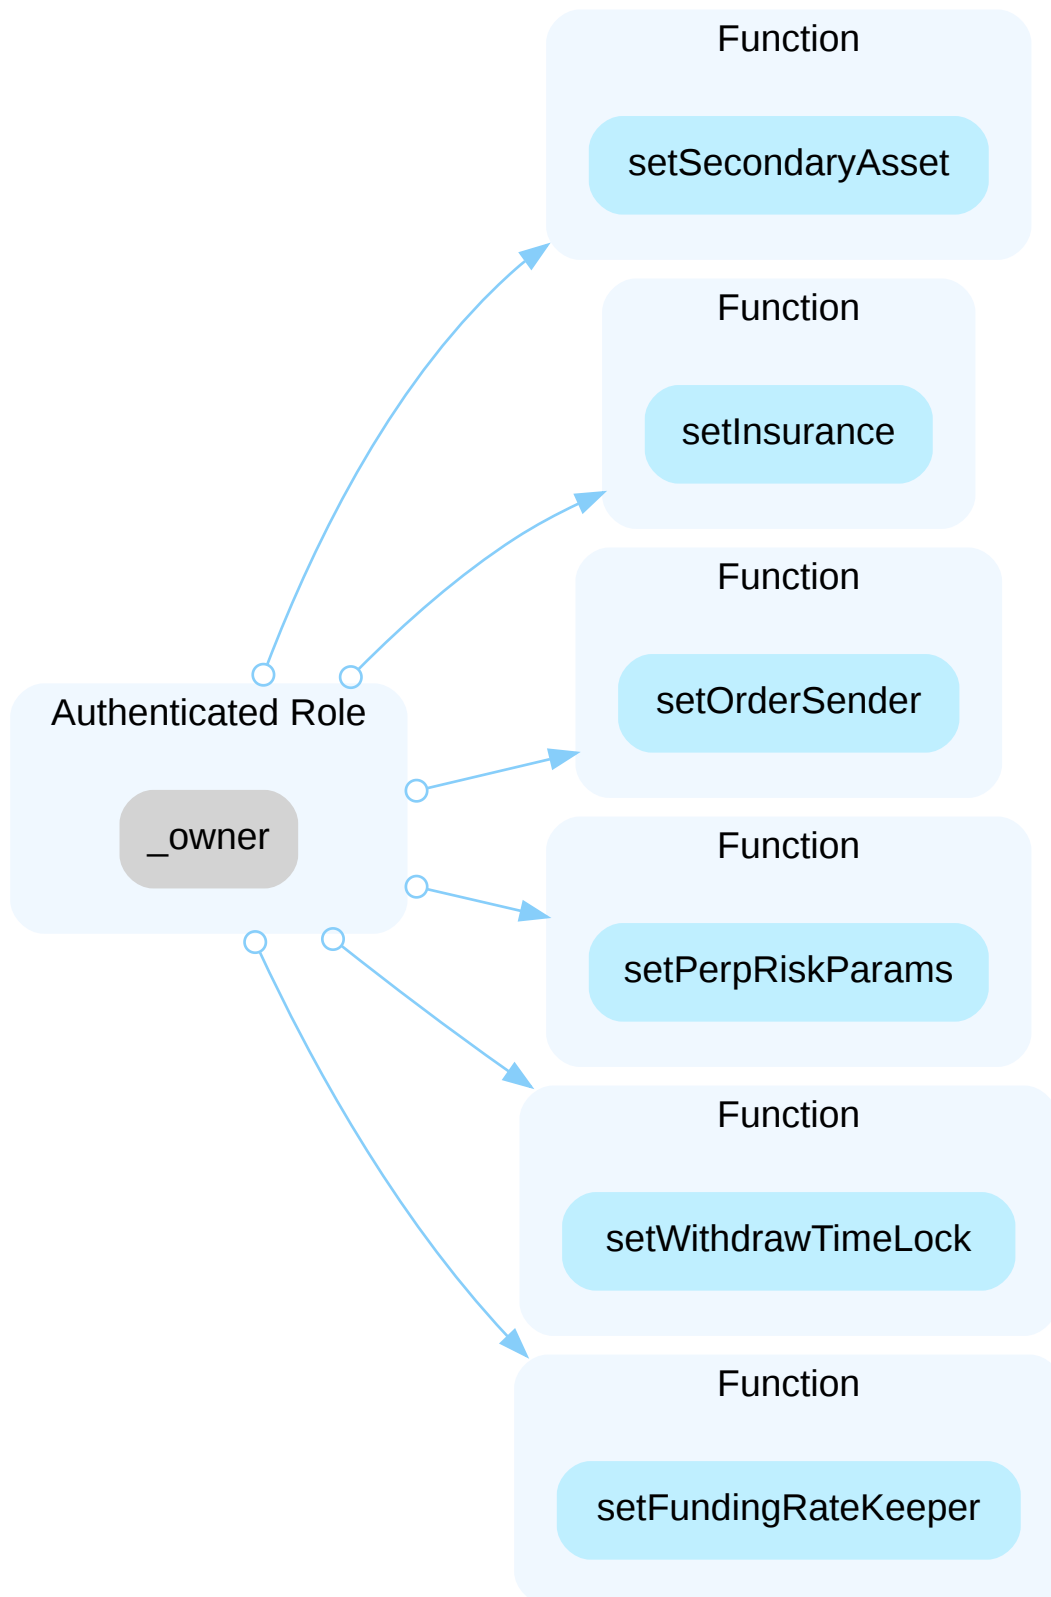 Function
setSecondaryAsset
Function
setInsurance
Function
setOrderSender
Authenticated Role
_owner
Function
setPerpRiskParams
Function
setWithdrawTimeLock
Function
setFundingRateKeeper